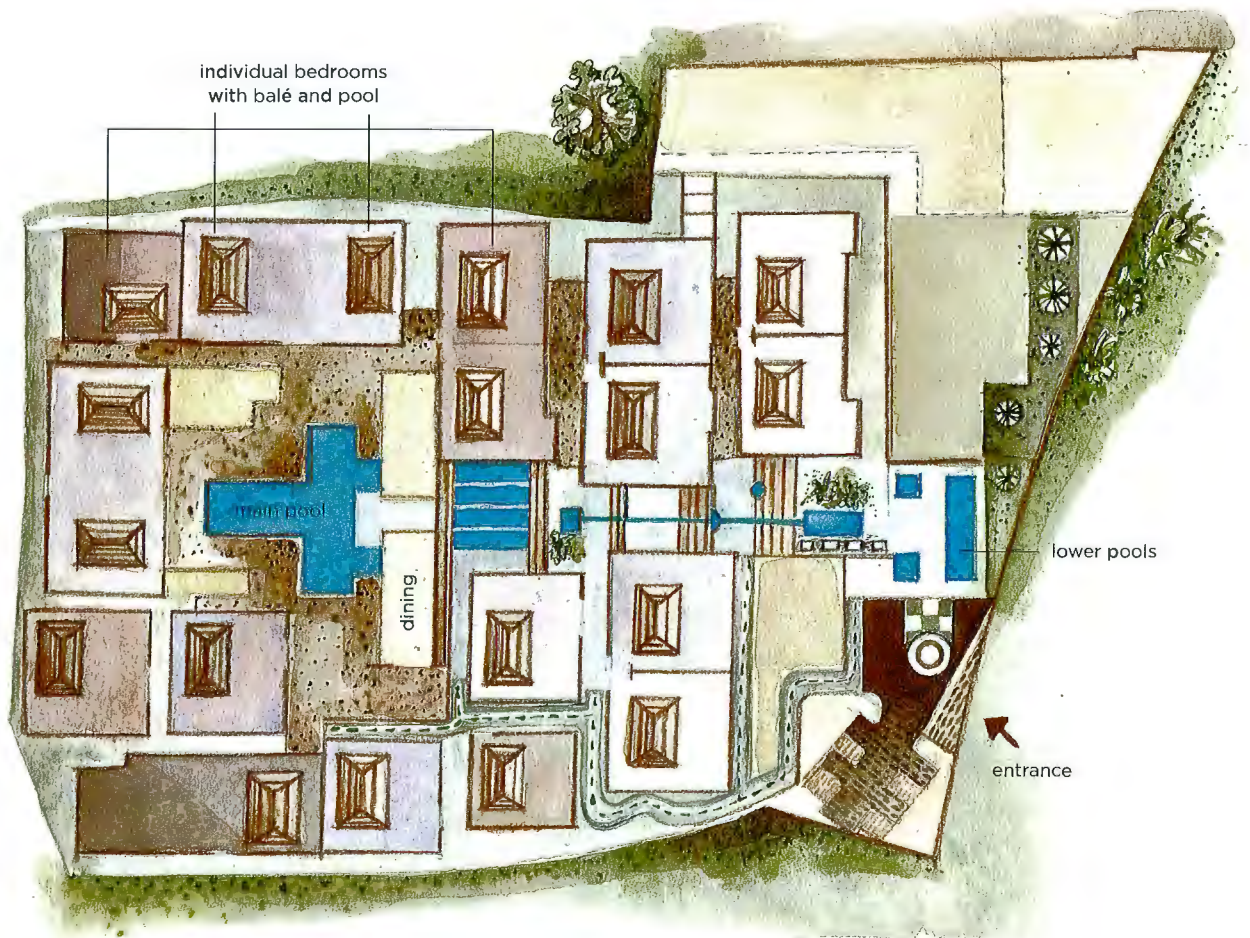 individual bedrooms
with balé and pool
main pool
dining
lower pools
entrance